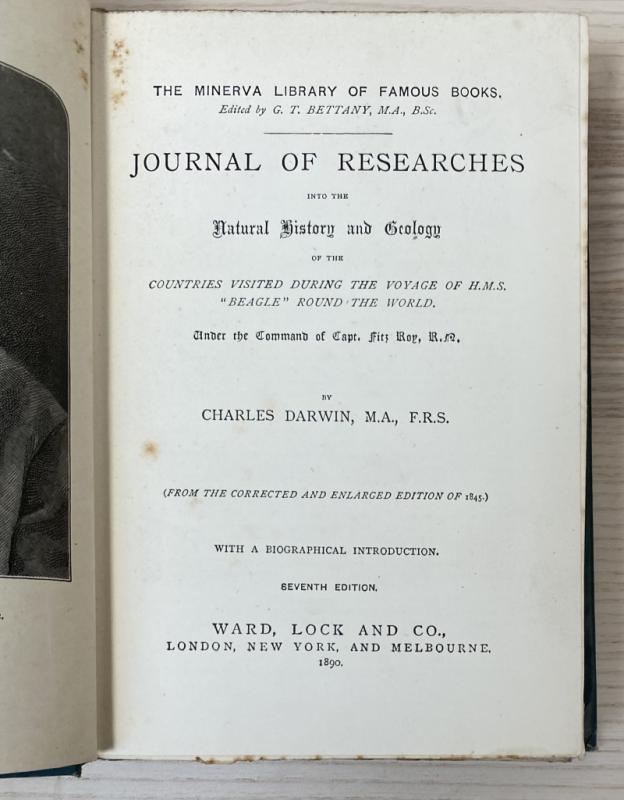 THE MINERVA LIBRARY OF FAMOUS BOOKS.
Edited by G. T. BETTANY, M.A., B.Sc.
JOURNAL OF RESEARCHES
INTO THE
Natural History and Geology
OF THE
COUNTRIES VISITED DURING THE VOYAGE OF H.M.S.
"BEAGLE" ROUND THE WORLD.
Under the Command of Capt. Fitz Roy, R.N.
BY
CHARLES DARWIN, M.A., F.R.S.
(FROM THE CORRECTED AND ENLARGED EDITION OF 1845.)
WITH A BIOGRAPHICAL INTRODUCTION.
SEVENTH EDITION.
WARD, LOCK AND CO.,
LONDON, NEW YORK, AND MELBOURNE.
1890.